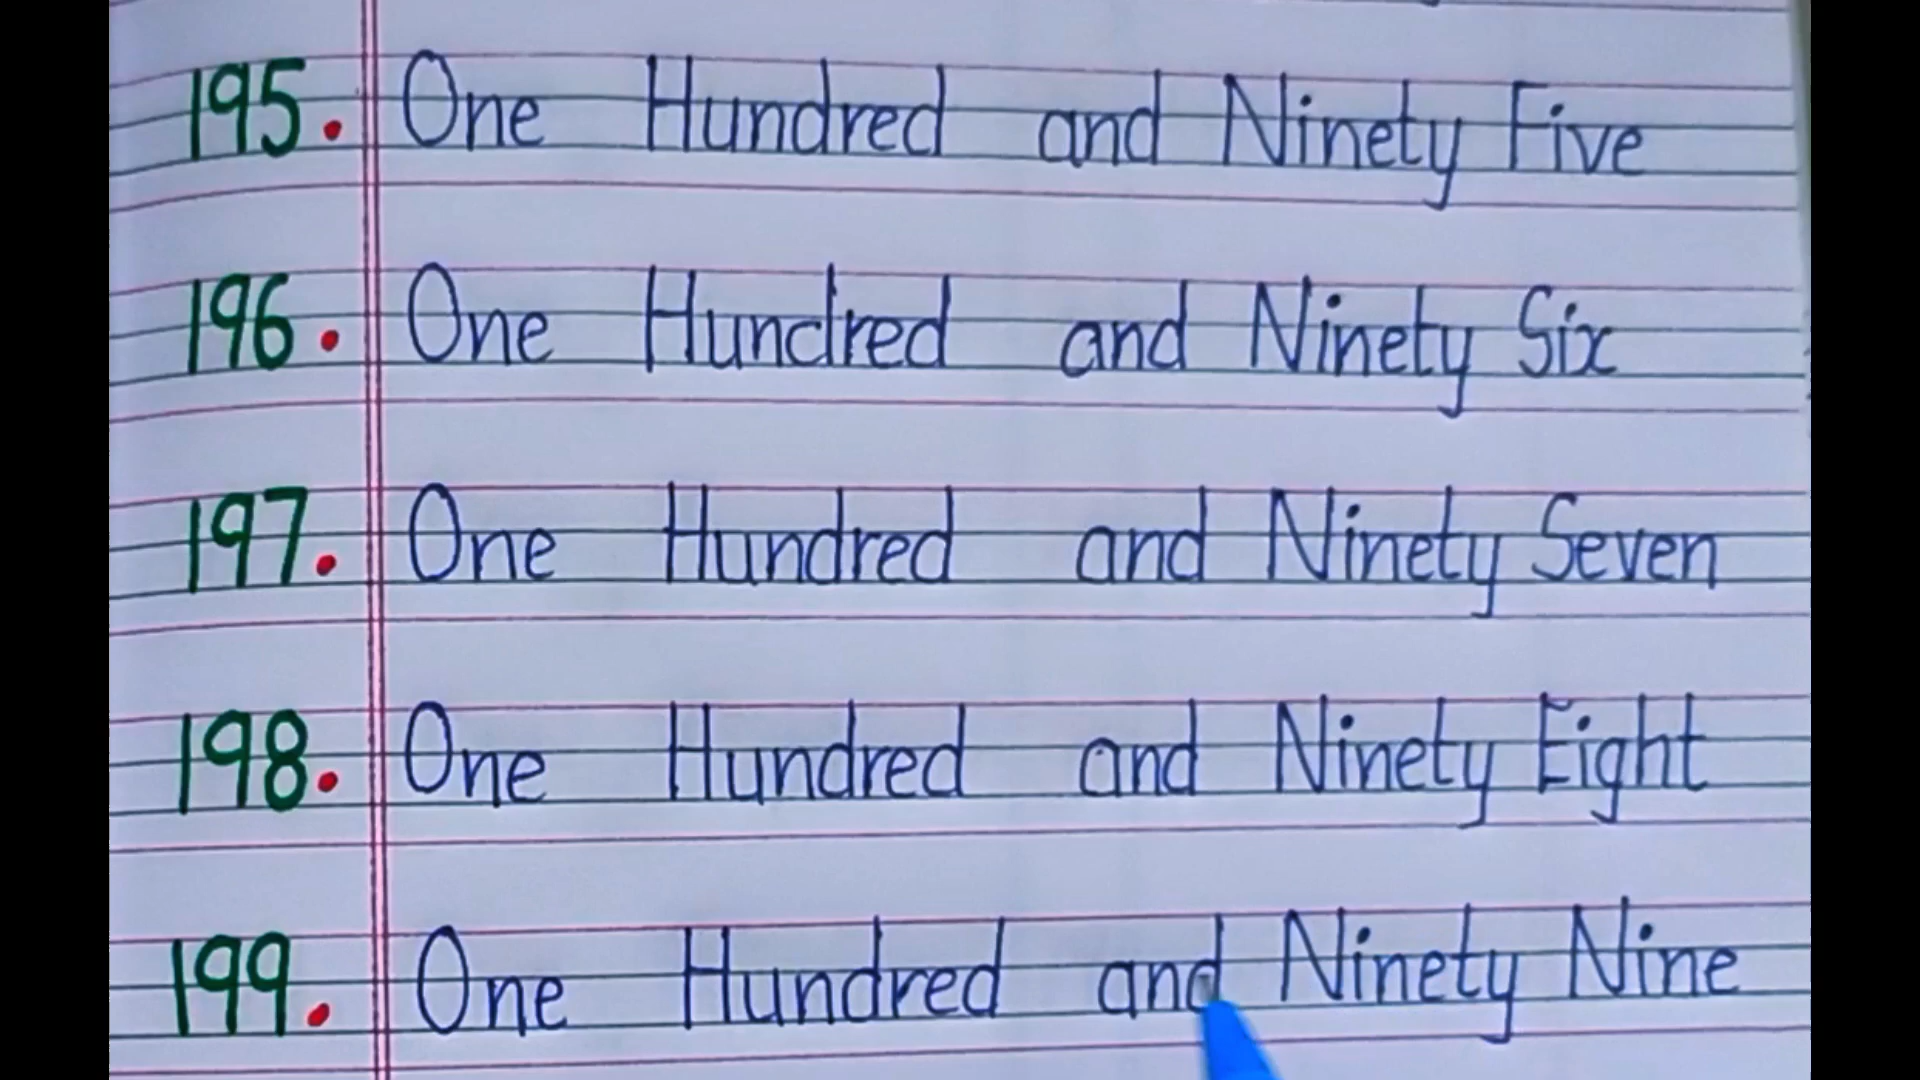 195. One Hundred and Ninety Five
196. One Hundred and Ninety Six
197. One Hundred and Ninety Seven
198. One Hundred and Ninety Eight
199. One Hundred and Ninety Nine